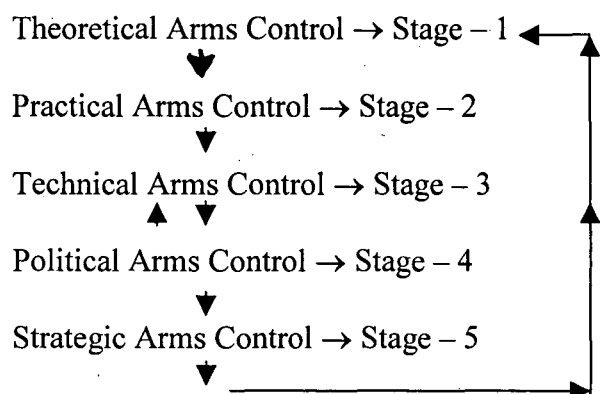 Theoretical Arms Control → Stage – 1
Practical Arms Control → Stage – 2
Technical Arms Control → Stage – 3
Political Arms Control → Stage – 4
Strategic Arms Control → Stage – 5